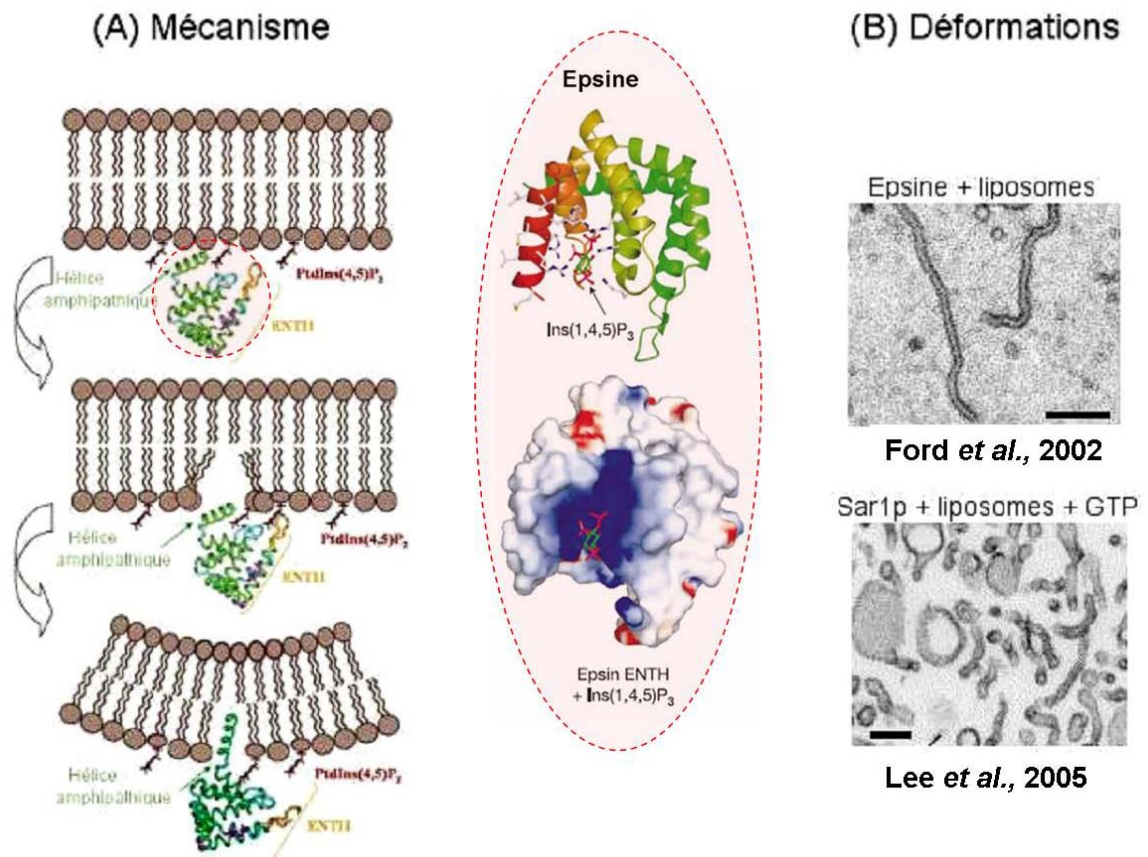 (A) Mécanisme
Hélice
amphipathique
PtdIns(4,5)P₂
ENTH
Hélice
amphipathique
PtdIns(4,5)P₂
ENTH
Hélice
amphipathique
PtdIns(4,5)P₂
ENTH
Epsine
Ins(1,4,5)P₃
Epsin ENTH
+ Ins(1,4,5)P₃
(B) Déformations
Epsine + liposomes
Ford et al., 2002
Sar1p + liposomes + GTP
Lee et al., 2005